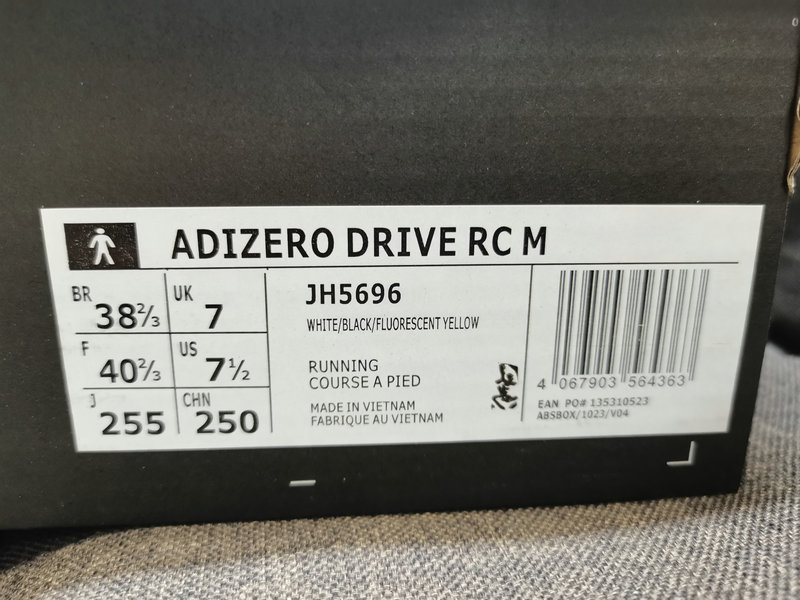 ADIZERO DRIVE RC M
BR 38⅔ UK 7
F 40⅔ US 7½
J 255 CHN 250
JH5696
WHITE/BLACK/FLUORESCENT YELLOW
RUNNING
COURSE A PIED
MADE IN VIETNAM
FABRIQUE AU VIETNAM
4 067903 564363
EAN PO# 135310523
ABSBOX/1023/V04